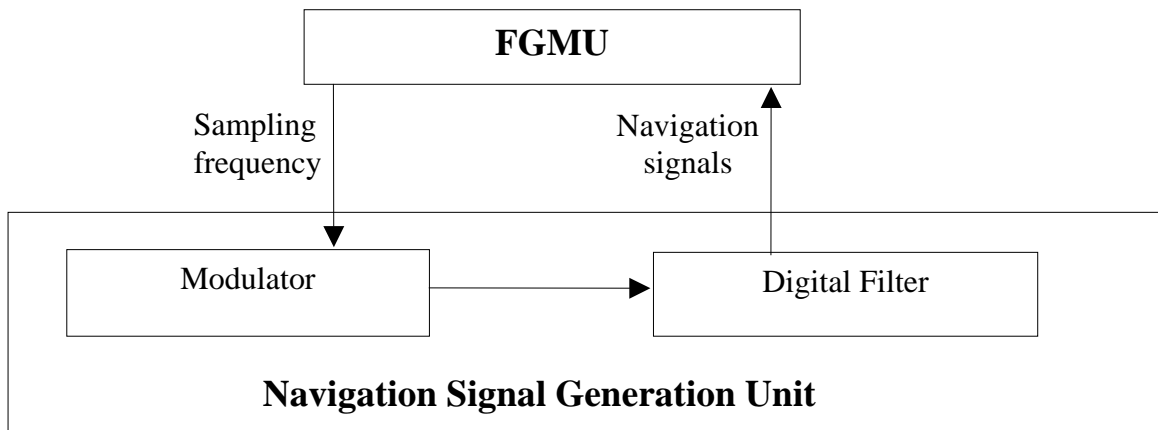 FGMU
Sampling
frequency
Navigation
signals
Modulator
Digital Filter
Navigation Signal Generation Unit